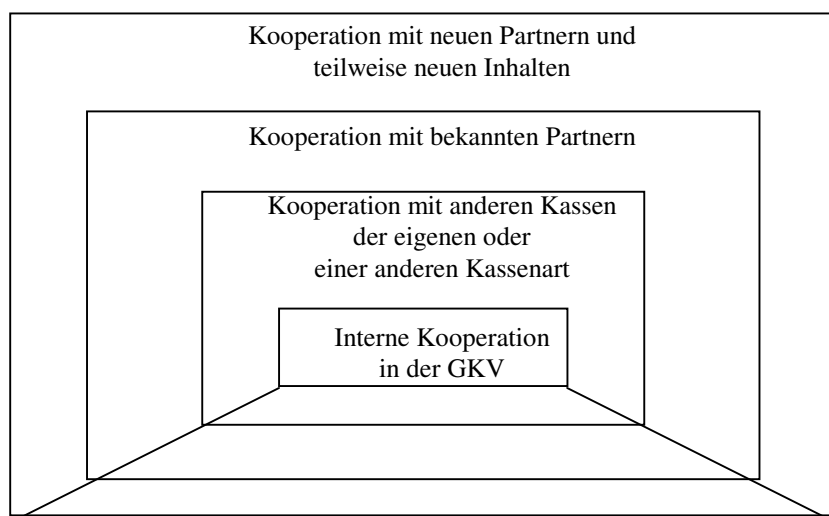 Kooperation mit neuen Partnern und
teilweise neuen Inhalten
Kooperation mit bekannten Partnern
Kooperation mit anderen Kassen
der eigenen oder
einer anderen Kassenart
Interne Kooperation
in der GKV